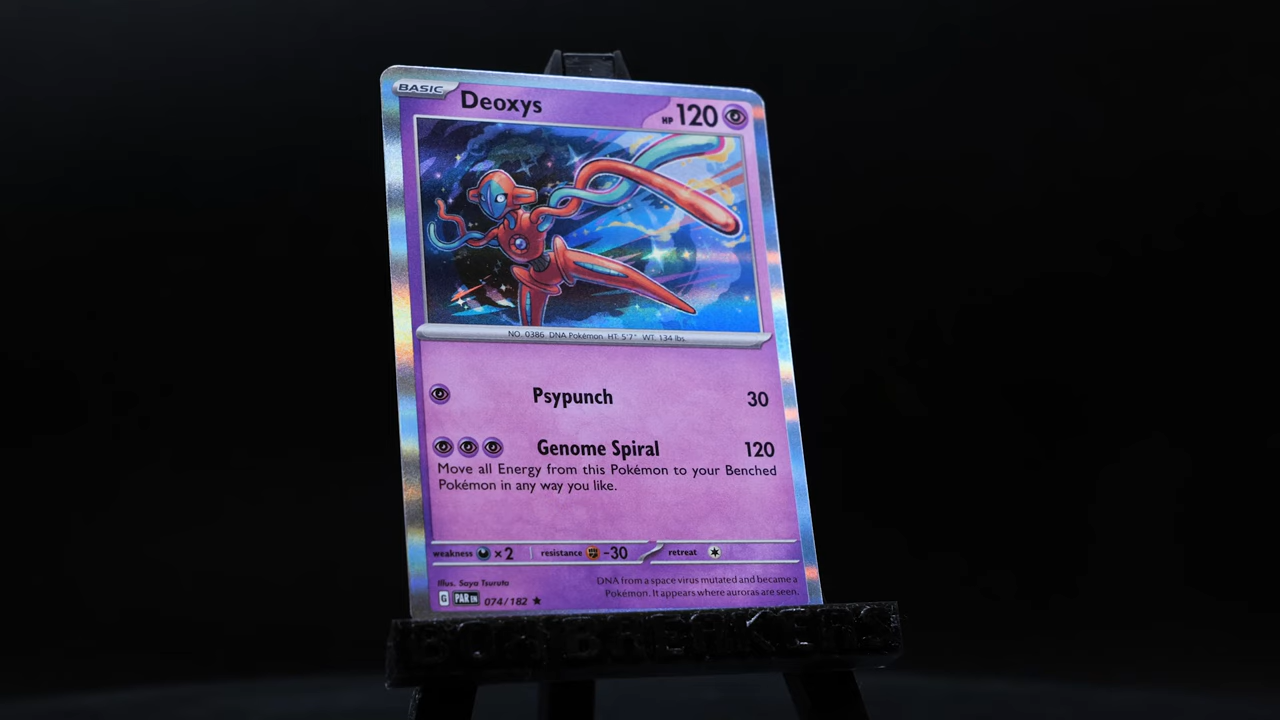 BASIC Deoxys HP 120
NO. 0386 DNA Pokémon HT: 5'7" WT: 134 lbs.
Psypunch 30
Genome Spiral 120
Move all Energy from this Pokémon to your Benched
Pokémon in any way you like.
weakness ×2 resistance -30 retreat
Illus. Saya Tsuruta
DNA from a space virus mutated and became a
Pokémon. It appears where auroras are seen.
G PAR EN 074/182 ★
BOXBREAKERS